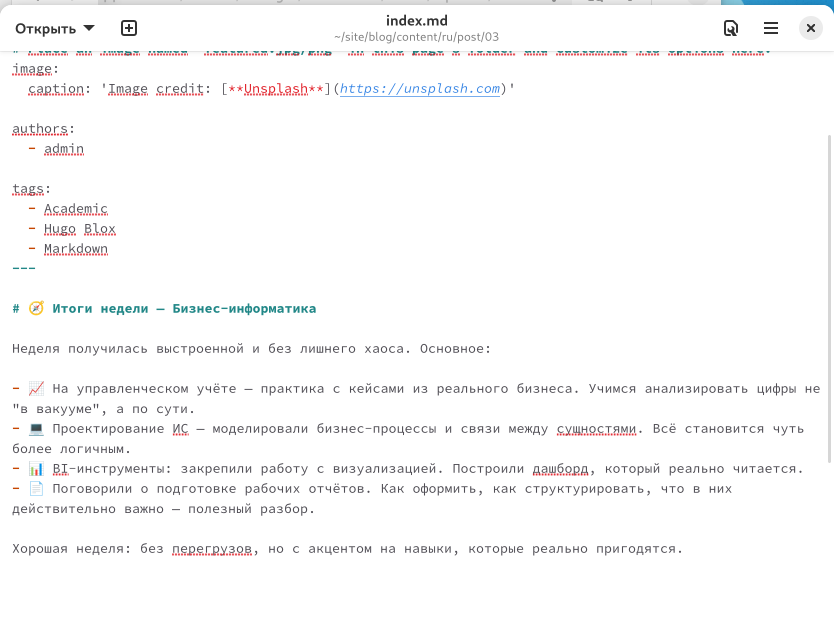 Открыть
index.md
~/site/blog/content/ru/post/03
image:
caption: 'Image credit: [**Unsplash**](https://unsplash.com)'
authors:
- admin
tags:
- Academic
- Hugo Blox
- Markdown
---
# 🧭 Итоги недели — Бизнес-информатика
Неделя получилась выстроенной и без лишнего хаоса. Основное:
- 📈 На управленческом учёте — практика с кейсами из реального бизнеса. Учимся анализировать цифры не
"в вакууме", а по сути.
- 💻 Проектирование ИС — моделировали бизнес-процессы и связи между сущностями. Всё становится чуть
более логичным.
- 📊 BI-инструменты: закрепили работу с визуализацией. Построили дашборд, который реально читается.
- 📄 Поговорили о подготовке рабочих отчётов. Как оформить, как структурировать, что в них
действительно важно — полезный разбор.
Хорошая неделя: без перегрузов, но с акцентом на навыки, которые реально пригодятся.